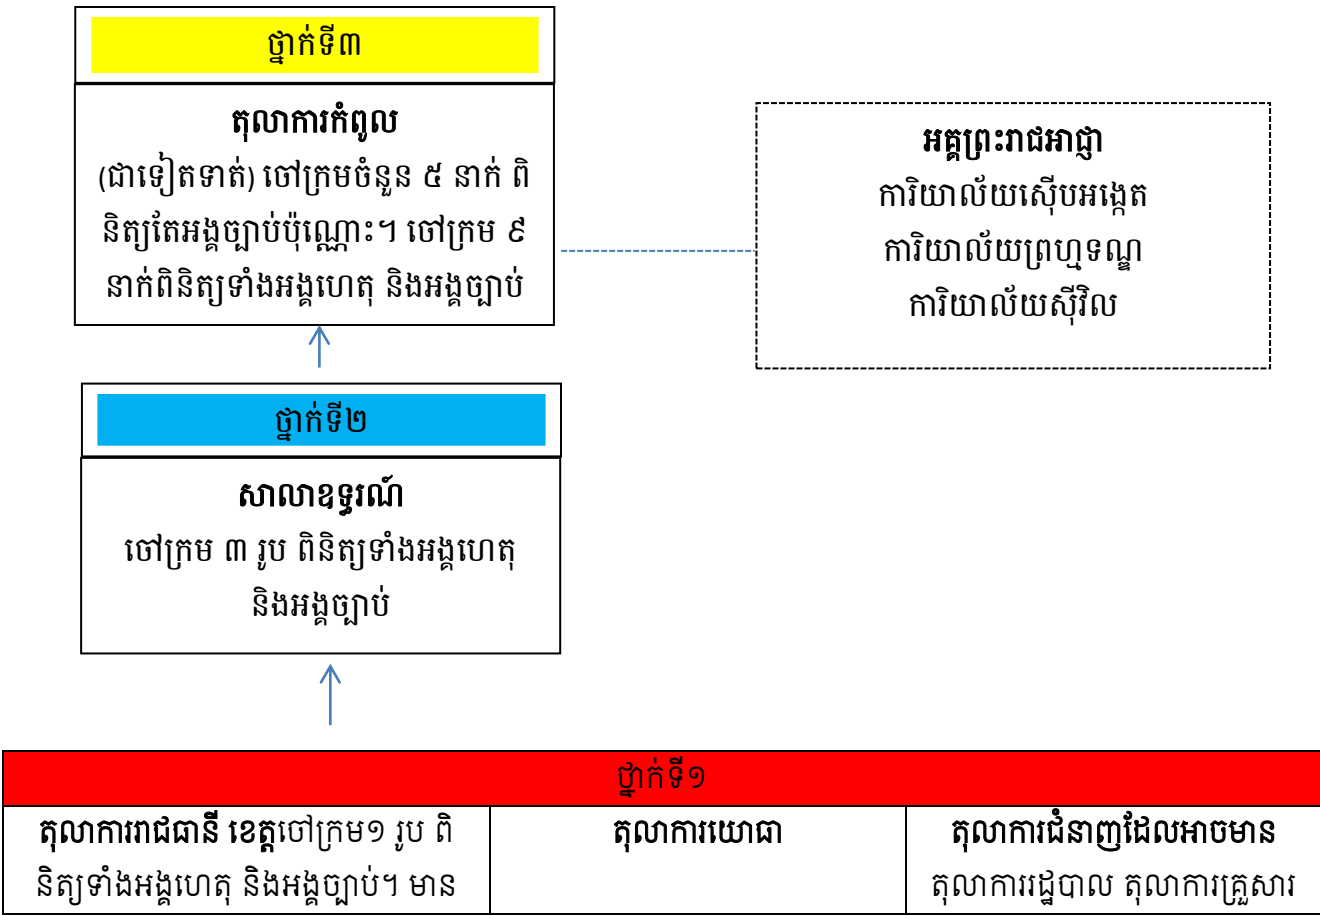 ថ្នាក់ទី៣
តុលាការកំពូល
(ជាទៀតទាត់) ចៅក្រមចំនួន ៥ នាក់ ពិ
និត្យតែអង្គច្បាប់ប៉ុណ្ណោះ។ ចៅក្រម ៩
នាក់ពិនិត្យទាំងអង្គហេតុ និងអង្គច្បាប់
អគ្គព្រះរាជអាជ្ញា
ការិយាល័យស៊ើបអង្កេត
ការិយាល័យព្រហ្មទណ្ឌ
ការិយាល័យស៊ីវិល
ថ្នាក់ទី២
សាលាឧទ្ធរណ៍
ចៅក្រម ៣ រូប ពិនិត្យទាំងអង្គហេតុ
និងអង្គច្បាប់
ថ្នាក់ទី១
តុលាការរាជធានី ខេត្តចៅក្រម១ រូប ពិ
និត្យទាំងអង្គហេតុ និងអង្គច្បាប់។ មាន
តុលាការយោធា
តុលាការជំនាញដែលអាចមាន
តុលាការរដ្ឋបាល តុលាការគ្រួសារ